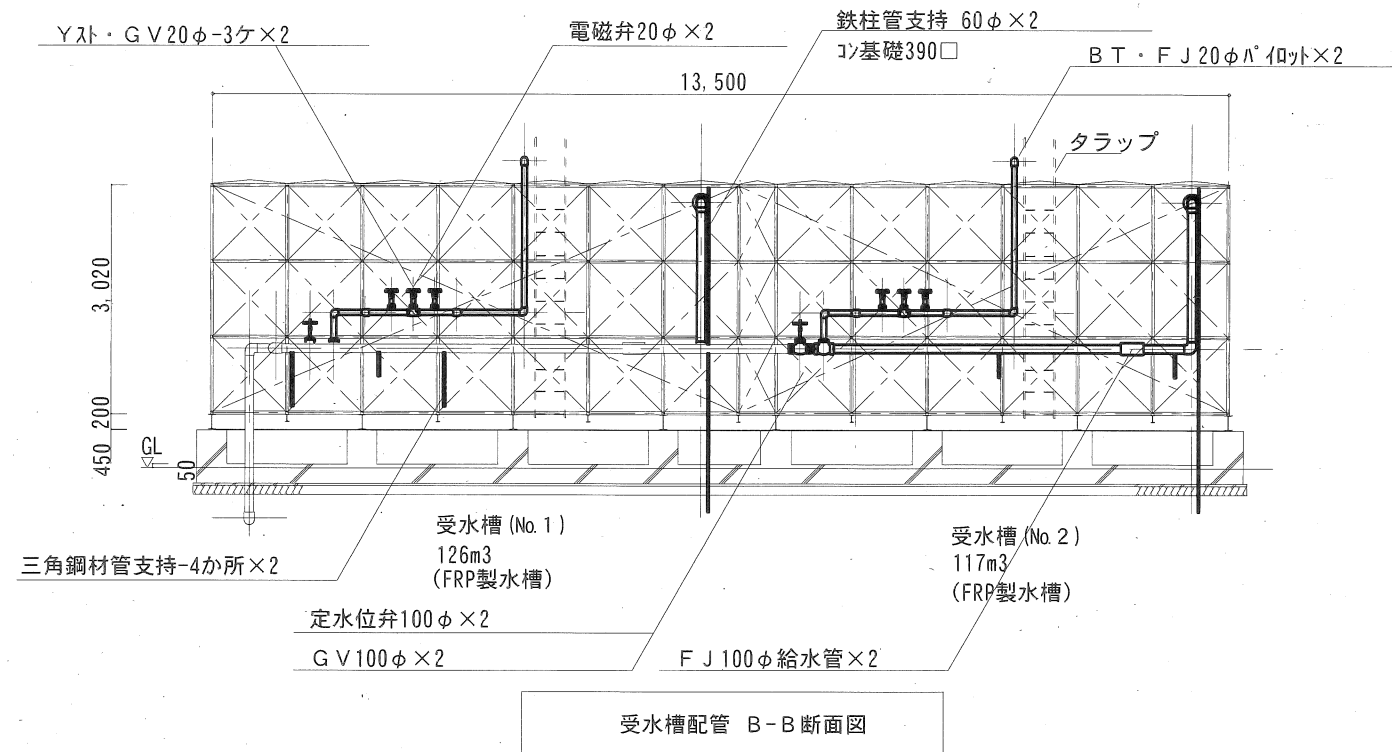 Yスト・GV20φ-3ケ×2
電磁弁20φ×2
鉄柱管支持 60φ×2
コン基礎390□
BT・FJ20φパイロット×2
13,500
タラップ
3,020
200
450
GL
50
受水槽(No.1)
126m3
(FRP製水槽)
受水槽(No.2)
117m3
(FRP製水槽)
三角鋼材管支持-4か所×2
定水位弁100φ×2
GV100φ×2
FJ100φ給水管×2
受水槽配管 B-B断面図